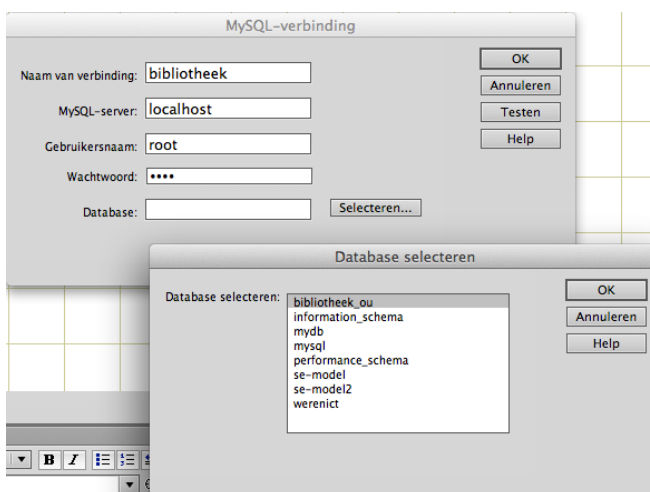 MySQL-verbinding
Naam van verbinding: bibliotheek
OK
Annuleren
MySQL-server: localhost
Testen
Gebruikersnaam: root
Help
Wachtwoord: ••••
Database:
Selecteren...
Database selecteren
Database selecteren:
bibliotheek_ou
information_schema
mydb
mysql
performance_schema
se-model
se-model2
werenict
OK
Annuleren
Help
B I